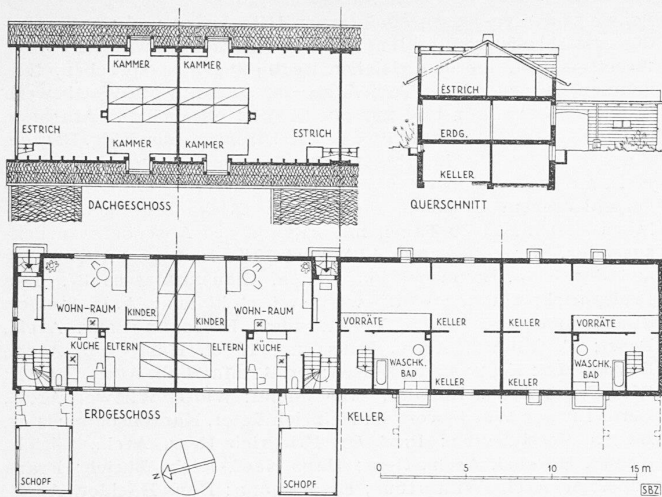 KAMMER KAMMER
ESTRICH
KAMMER KAMMER
ESTRICH
DACHGESCHOSS
ESTRICH
ERDG.
KELLER
QUERSCHNITT
WOHN-RAUM
KINDER
KÜCHE
ELTERN
WOHN-RAUM
KINDER
ELTERN
KÜCHE
ERDGESCHOSS
SCHOPF
SCHOPF
VORRÄTE
KELLER
KELLER
VORRÄTE
WASCHK.
BAD
KELLER
KELLER
WASCHK.
BAD
KELLER
0 5 10 15 m
SBZ